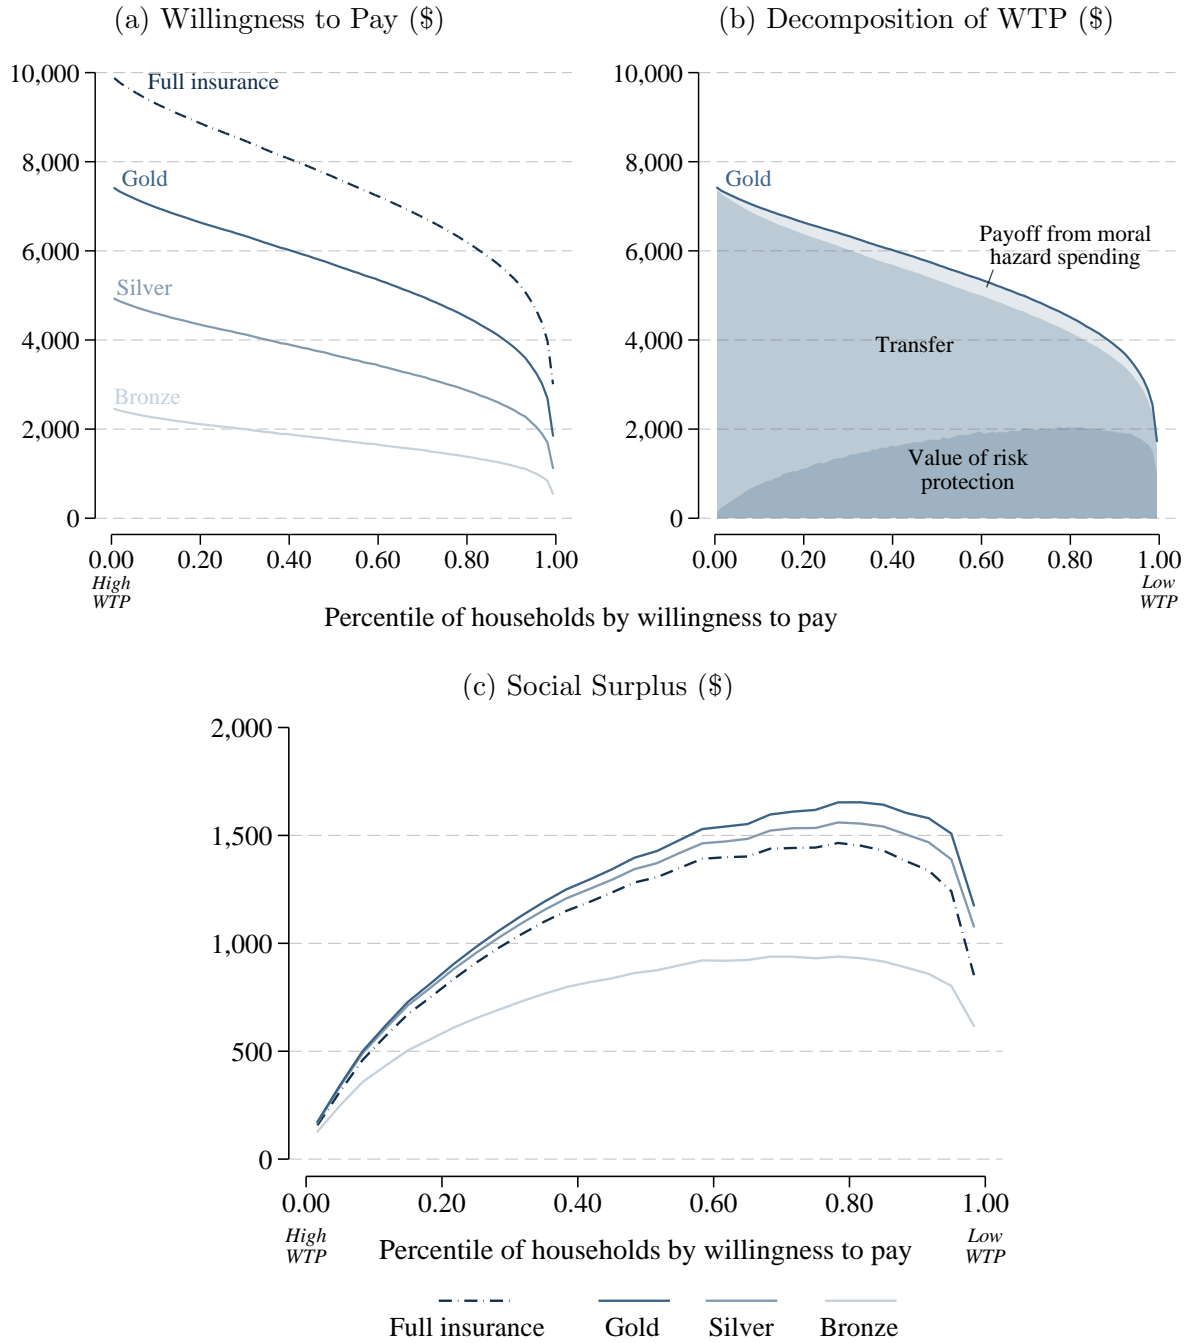 (a) Willingness to Pay ($)
10,000
8,000
6,000
4,000
2,000
0
Full insurance
Gold
Silver
Bronze
0.00 0.20 0.40 0.60 0.80 1.00
High
WTP
(b) Decomposition of WTP ($)
10,000
8,000
6,000
4,000
2,000
0
Gold
Payoff from moral
hazard spending
Transfer
Value of risk
protection
0.00 0.20 0.40 0.60 0.80 1.00
Low
WTP
Percentile of households by willingness to pay
(c) Social Surplus ($)
2,000
1,500
1,000
500
0
0.00 0.20 0.40 0.60 0.80 1.00
High
WTP
Low
WTP
Percentile of households by willingness to pay
Full insurance Gold Silver Bronze